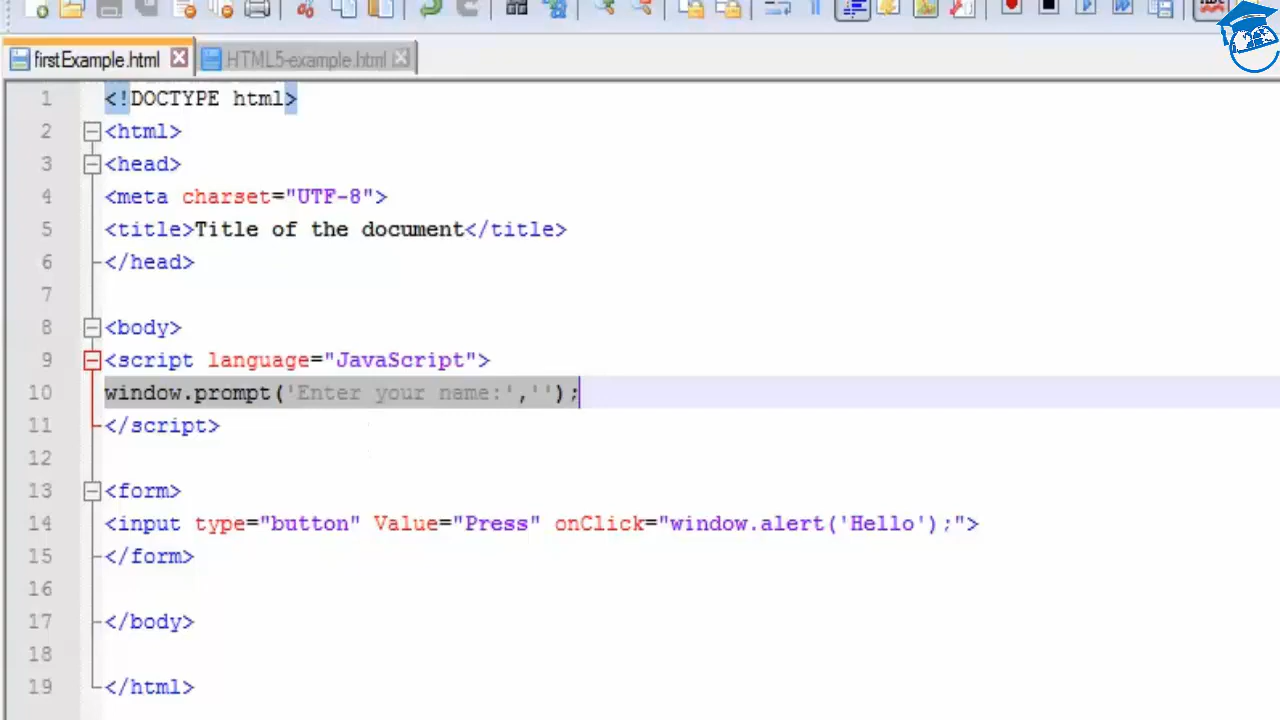 firstExample.html HTML5-example.html
1 <!DOCTYPE html>
2 <html>
3 <head>
4 <meta charset="UTF-8">
5 <title>Title of the document</title>
6 </head>
7
8 <body>
9 <script language="JavaScript">
10 window.prompt('Enter your name:','');
11 </script>
12
13 <form>
14 <input type="button" Value="Press" onClick="window.alert('Hello');">
15 </form>
16
17 </body>
18
19 </html>